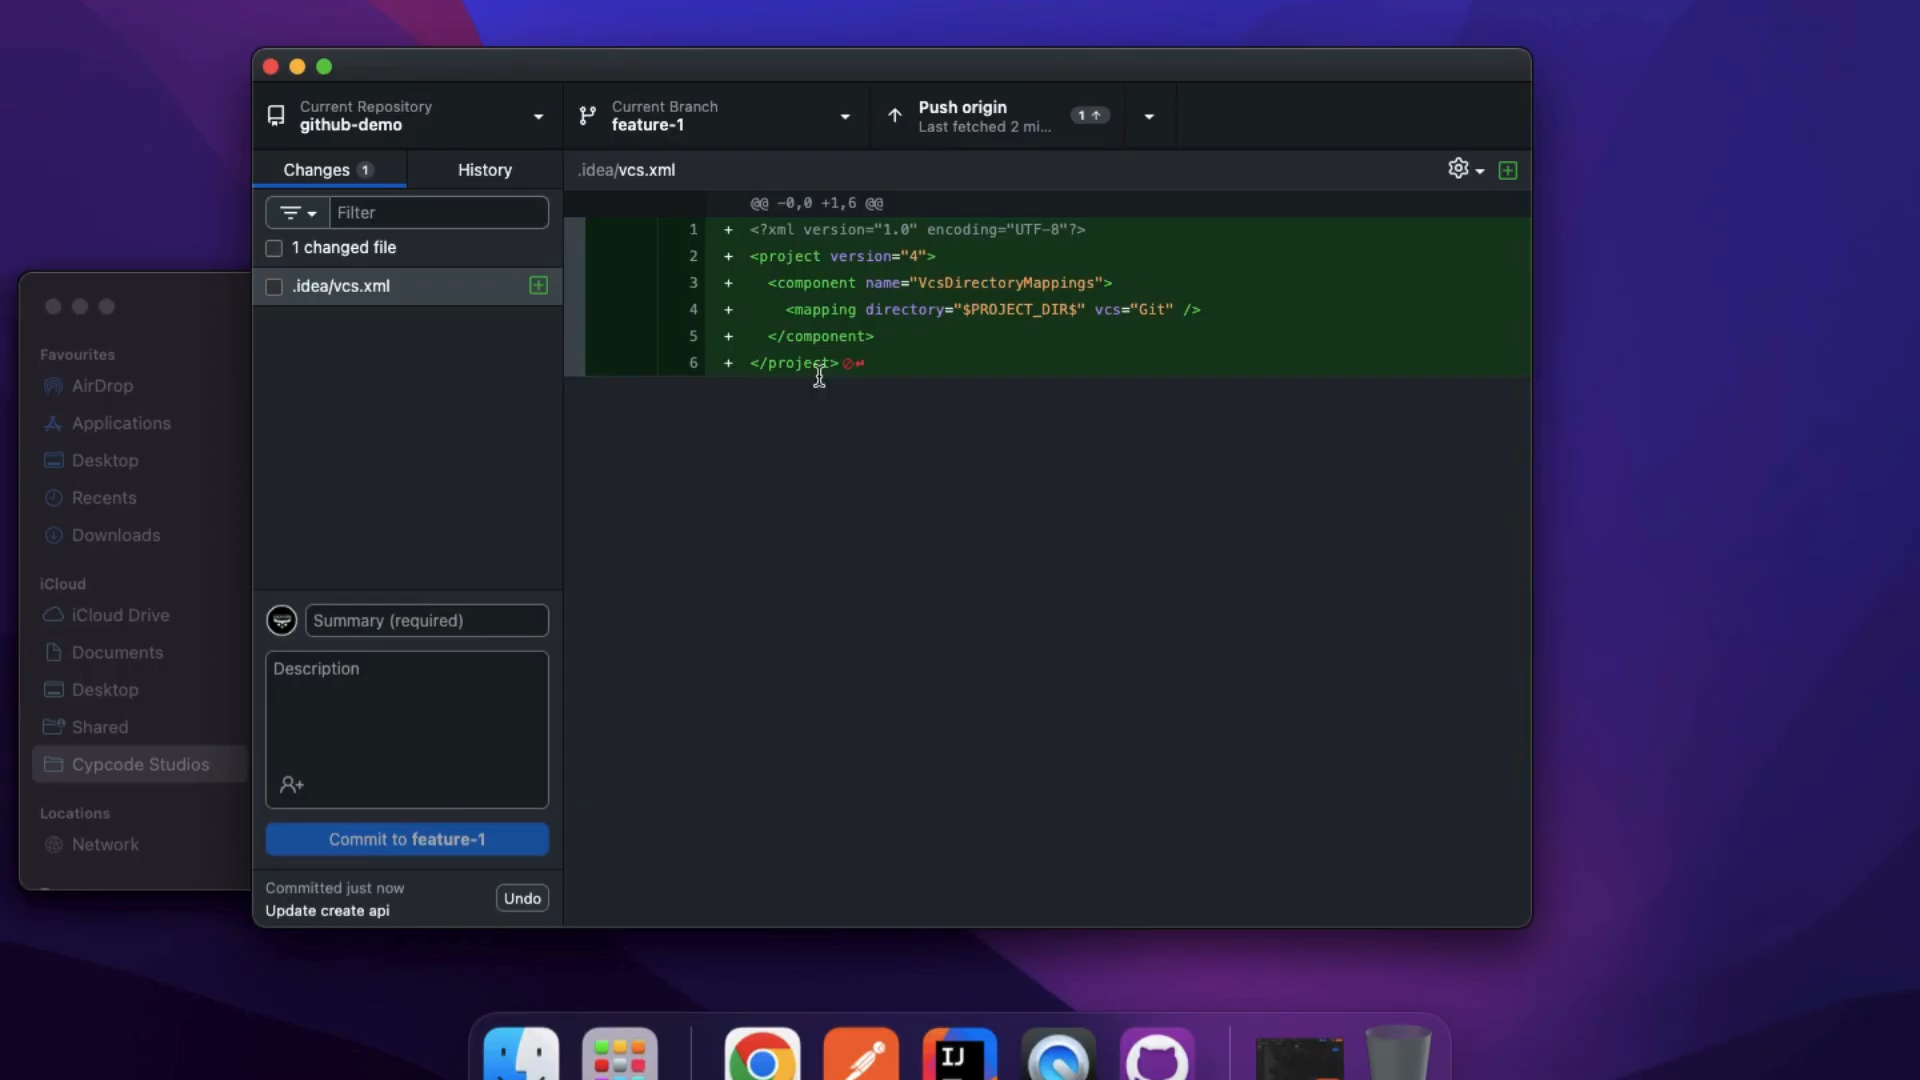 Current Repository
github-demo
Current Branch
feature-1
Push origin
Last fetched 2 mi...
1
Changes 1
History
.idea/vcs.xml
Filter
1 changed file
.idea/vcs.xml
@@ -0,0 +1,6 @@
1 + <?xml version="1.0" encoding="UTF-8"?>
2 + <project version="4">
3 + <component name="VcsDirectoryMappings">
4 + <mapping directory="$PROJECT_DIR$" vcs="Git" />
5 + </component>
6 + </project>
Summary (required)
Description
Commit to feature-1
Committed just now
Update create api
Undo
Favourites
AirDrop
Applications
Desktop
Recents
Downloads
iCloud
iCloud Drive
Documents
Desktop
Shared
Cypcode Studios
Locations
Network
IJ